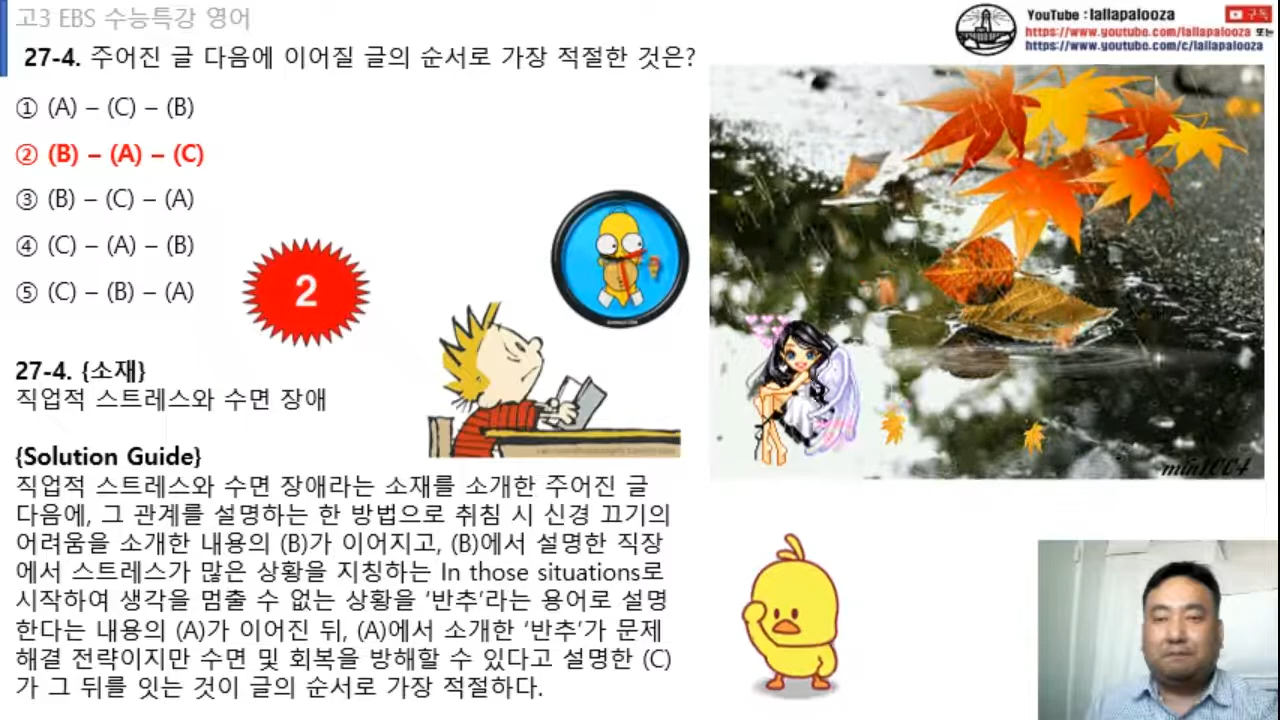 고3 EBS 수능특강 영어
YouTube : lallapalooza
구독
https://www.youtube.com/lallapalooza 또는
https://www.youtube.com/c/lallapalooza
27-4. 주어진 글 다음에 이어질 글의 순서로 가장 적절한 것은?
① (A) – (C) – (B)
② (B) – (A) – (C)
③ (B) – (C) – (A)
④ (C) – (A) – (B)
⑤ (C) – (B) – (A)
2
27-4. {소재}
직업적 스트레스와 수면 장애
{Solution Guide}
직업적 스트레스와 수면 장애라는 소재를 소개한 주어진 글
다음에, 그 관계를 설명하는 한 방법으로 취침 시 신경 끄기의
어려움을 소개한 내용의 (B)가 이어지고, (B)에서 설명한 직장
에서 스트레스가 많은 상황을 지칭하는 In those situations로
시작하여 생각을 멈출 수 없는 상황을 ‘반추’라는 용어로 설명
한다는 내용의 (A)가 이어진 뒤, (A)에서 소개한 ‘반추’가 문제
해결 전략이지만 수면 및 회복을 방해할 수 있다고 설명한 (C)
가 그 뒤를 잇는 것이 글의 순서로 가장 적절하다.
min1004